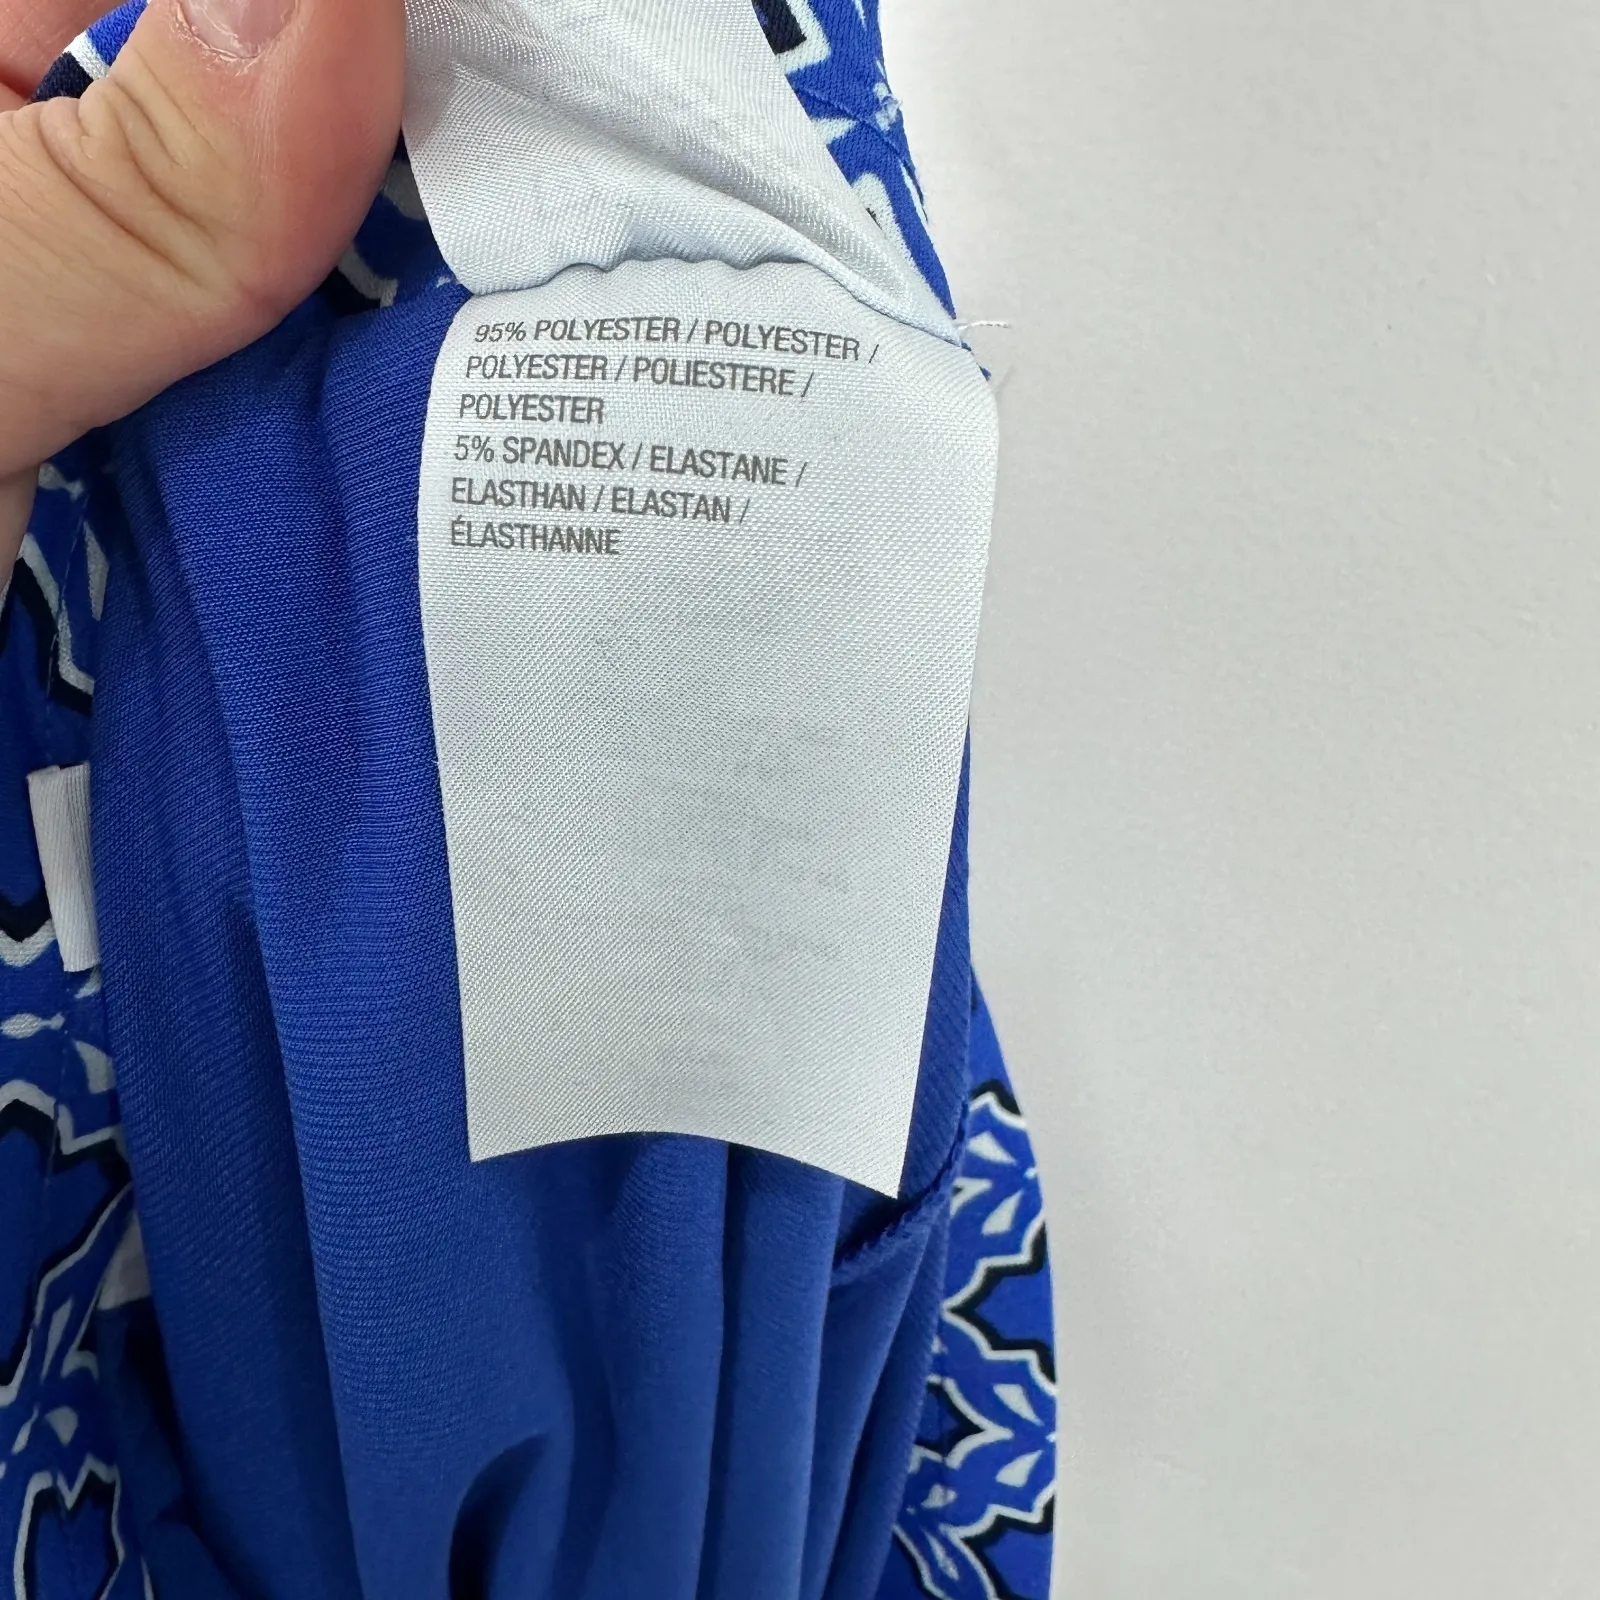 95% POLYESTER / POLYESTER /
POLYESTER / POLIESTERE /
POLYESTER
5% SPANDEX / ELASTANE /
ELASTHAN / ELASTAN /
ÉLASTHANNE